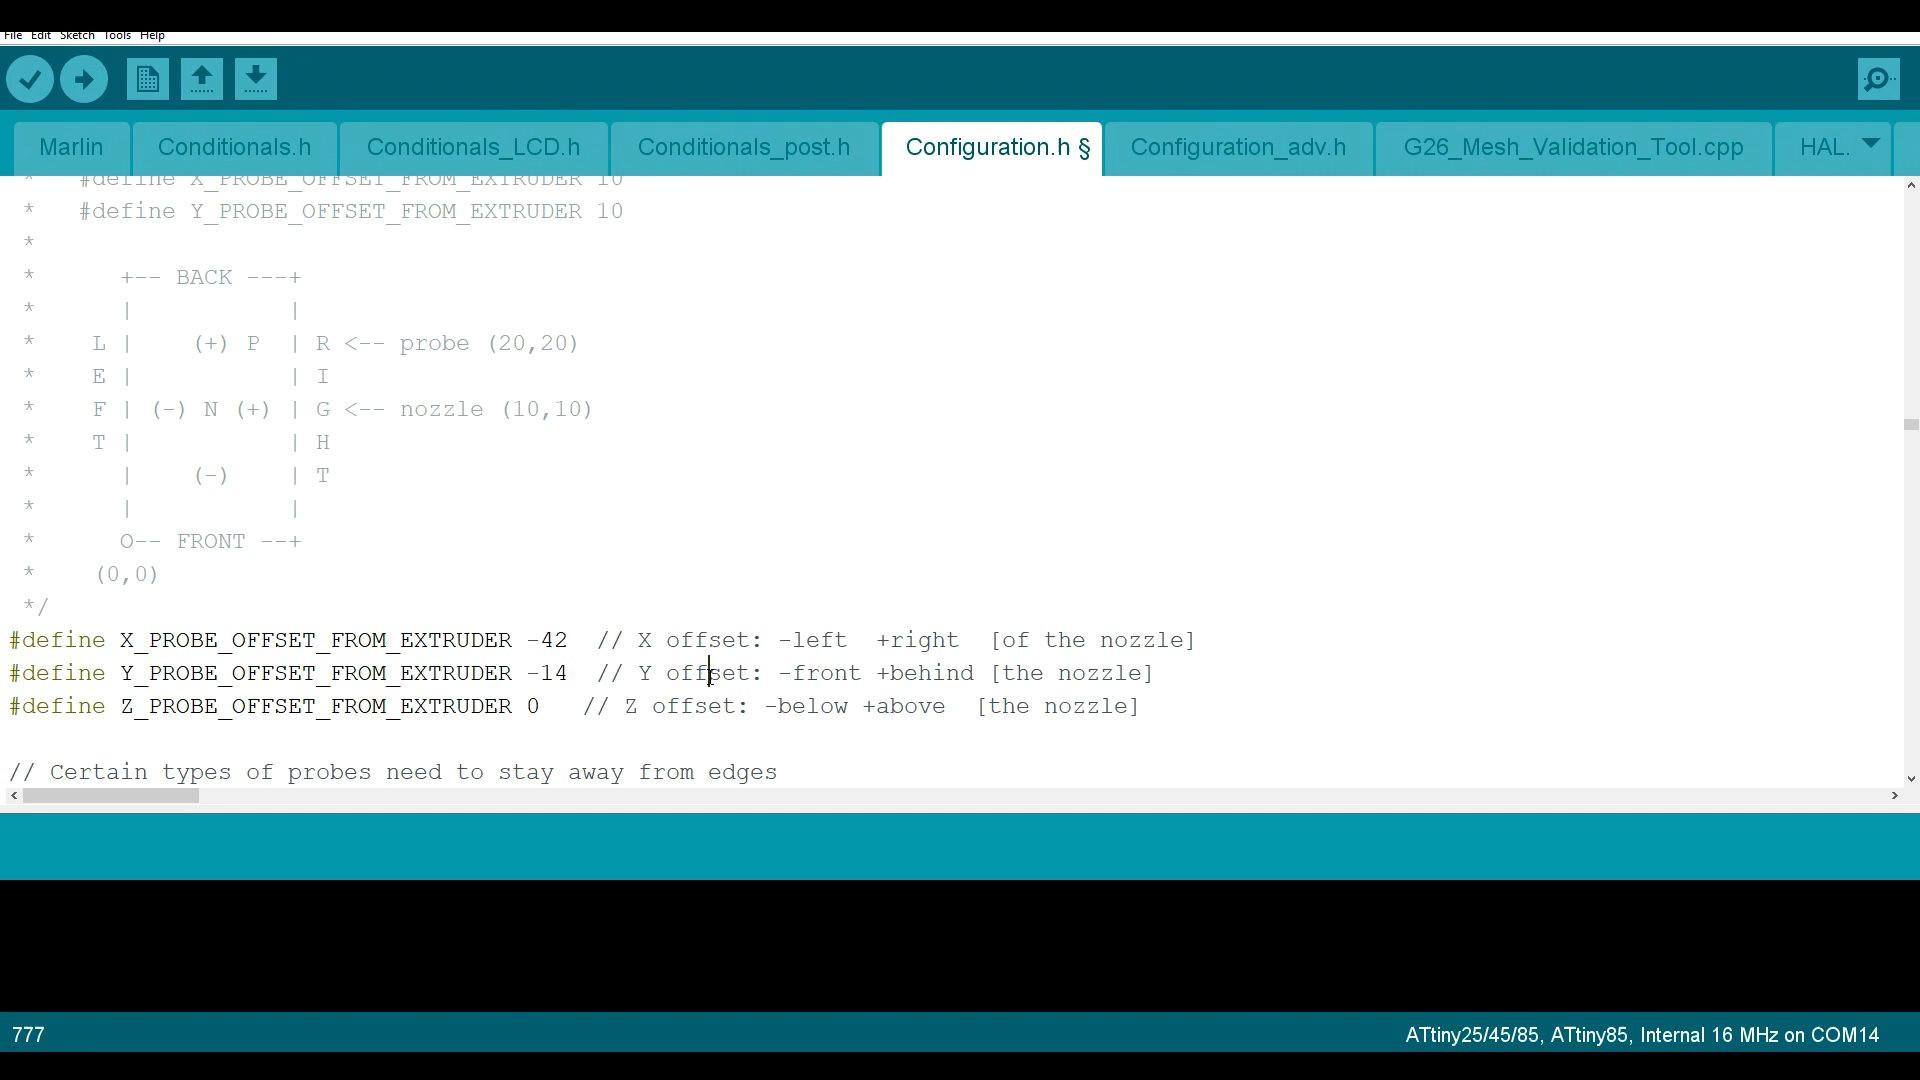 File Edit Sketch Tools Help
Marlin Conditionals.h Conditionals_LCD.h Conditionals_post.h Configuration.h § Configuration_adv.h G26_Mesh_Validation_Tool.cpp HAL.
* #define X_PROBE_OFFSET_FROM_EXTRUDER 10
* #define Y_PROBE_OFFSET_FROM_EXTRUDER 10
*
* +-- BACK ---+
* | |
* L | (+) P | R <-- probe (20,20)
* E | | I
* F | (-) N (+) | G <-- nozzle (10,10)
* T | | H
* | (-) | T
* | |
* O-- FRONT --+
* (0,0)
*/
#define X_PROBE_OFFSET_FROM_EXTRUDER -42 // X offset: -left +right [of the nozzle]
#define Y_PROBE_OFFSET_FROM_EXTRUDER -14 // Y offset: -front +behind [the nozzle]
#define Z_PROBE_OFFSET_FROM_EXTRUDER 0 // Z offset: -below +above [the nozzle]
// Certain types of probes need to stay away from edges
777 ATtiny25/45/85, ATtiny85, Internal 16 MHz on COM14